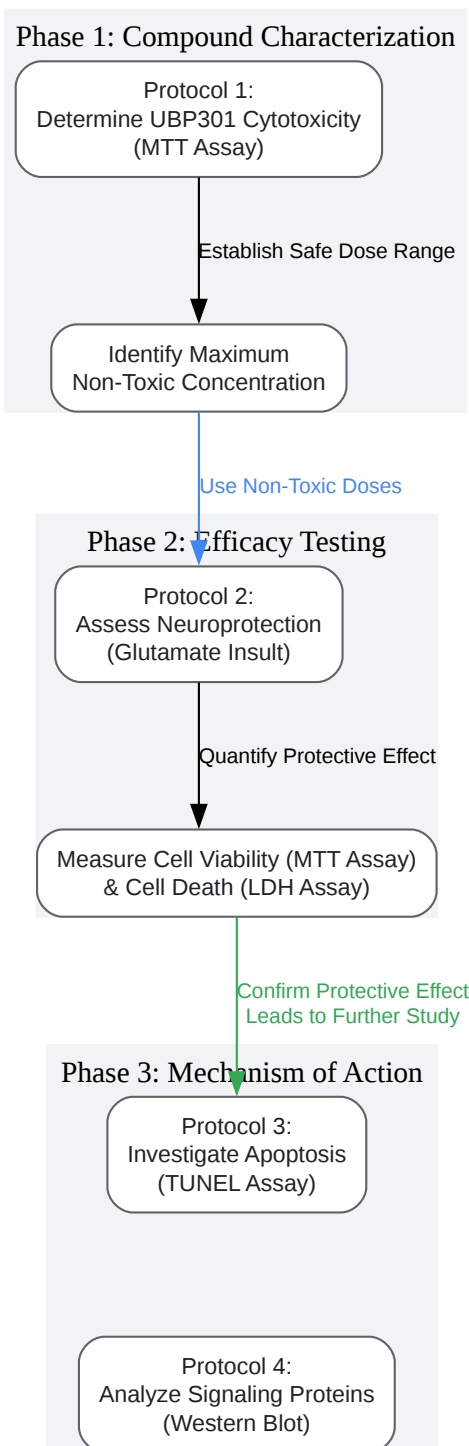 Phase 1: Compound Characterization
Protocol 1:
Determine UBP301 Cytotoxicity
(MTT Assay)
Establish Safe Dose Range
Identify Maximum
Non-Toxic Concentration
Use Non-Toxic Doses
Phase 2: Efficacy Testing
Protocol 2:
Assess Neuroprotection
(Glutamate Insult)
Quantify Protective Effect
Measure Cell Viability (MTT Assay)
& Cell Death (LDH Assay)
Confirm Protective Effect
Leads to Further Study
Phase 3: Mechanism of Action
Protocol 3:
Investigate Apoptosis
(TUNEL Assay)
Protocol 4:
Analyze Signaling Proteins
(Western Blot)